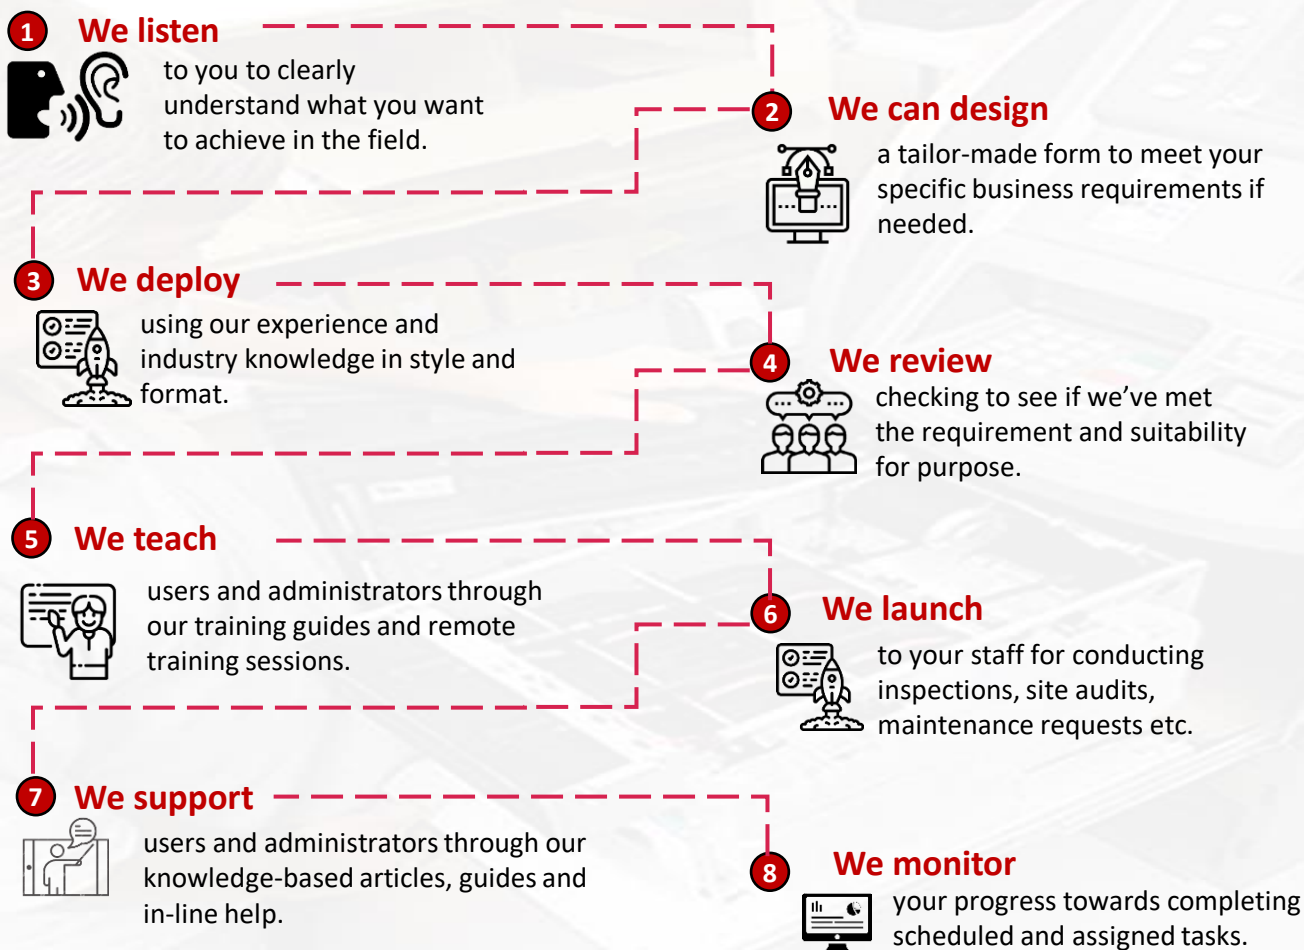 1 We listen
to you to clearly
understand what you want
to achieve in the field.
2 We can design
a tailor-made form to meet your
specific business requirements if
needed.
3 We deploy
using our experience and
industry knowledge in style and
format.
4 We review
checking to see if we’ve met
the requirement and suitability
for purpose.
5 We teach
users and administrators through
our training guides and remote
training sessions.
6 We launch
to your staff for conducting
inspections, site audits,
maintenance requests etc.
7 We support
users and administrators through our
knowledge-based articles, guides and
in-line help.
8 We monitor
your progress towards completing
scheduled and assigned tasks.